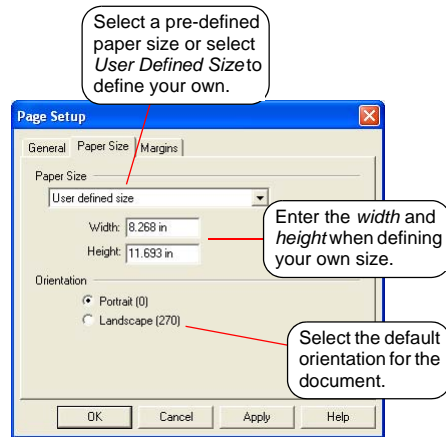 Select a pre-defined
paper size or select
User Defined Size to
define your own.
Page Setup
General Paper Size Margins
Paper Size
User defined size
Width: 8.268 in
Height: 11.693 in
Enter the width and
height when defining
your own size.
Orientation
Portrait (0)
Landscape (270)
Select the default
orientation for the
document.
OK Cancel Apply Help